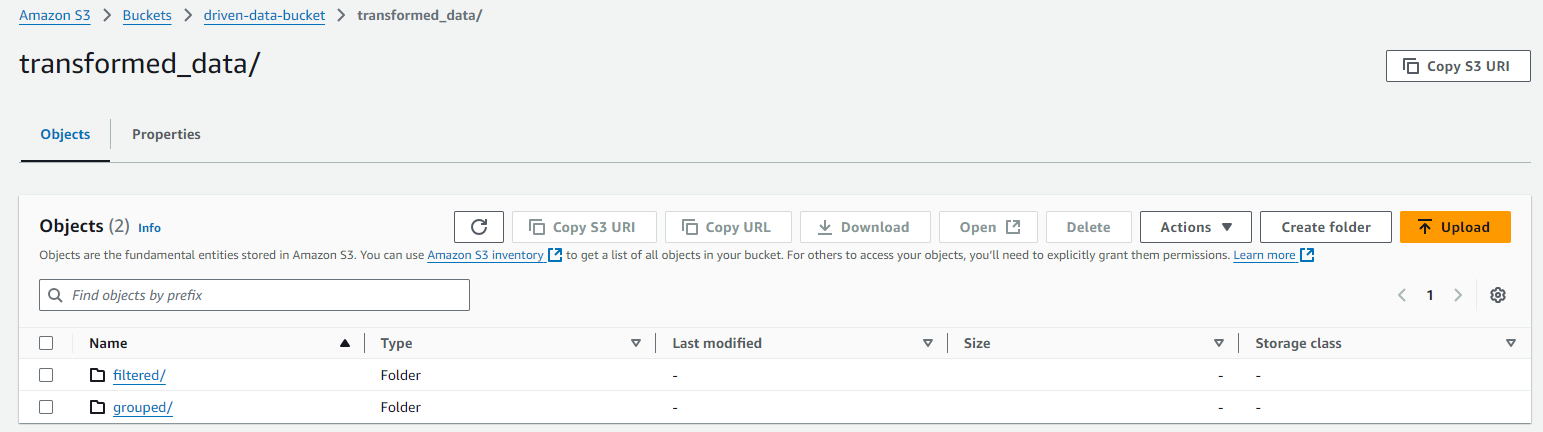 Amazon S3 > Buckets > driven-data-bucket > transformed_data/
transformed_data/
Copy S3 URI
Objects Properties
Objects (2) Info
Copy S3 URI Copy URL Download Open Delete Actions Create folder Upload
Objects are the fundamental entities stored in Amazon S3. You can use Amazon S3 inventory to get a list of all objects in your bucket. For others to access your objects, you'll need to explicitly grant them permissions. Learn more
Find objects by prefix
1
Name Type Last modified Size Storage class
filtered/ Folder - - -
grouped/ Folder - - -